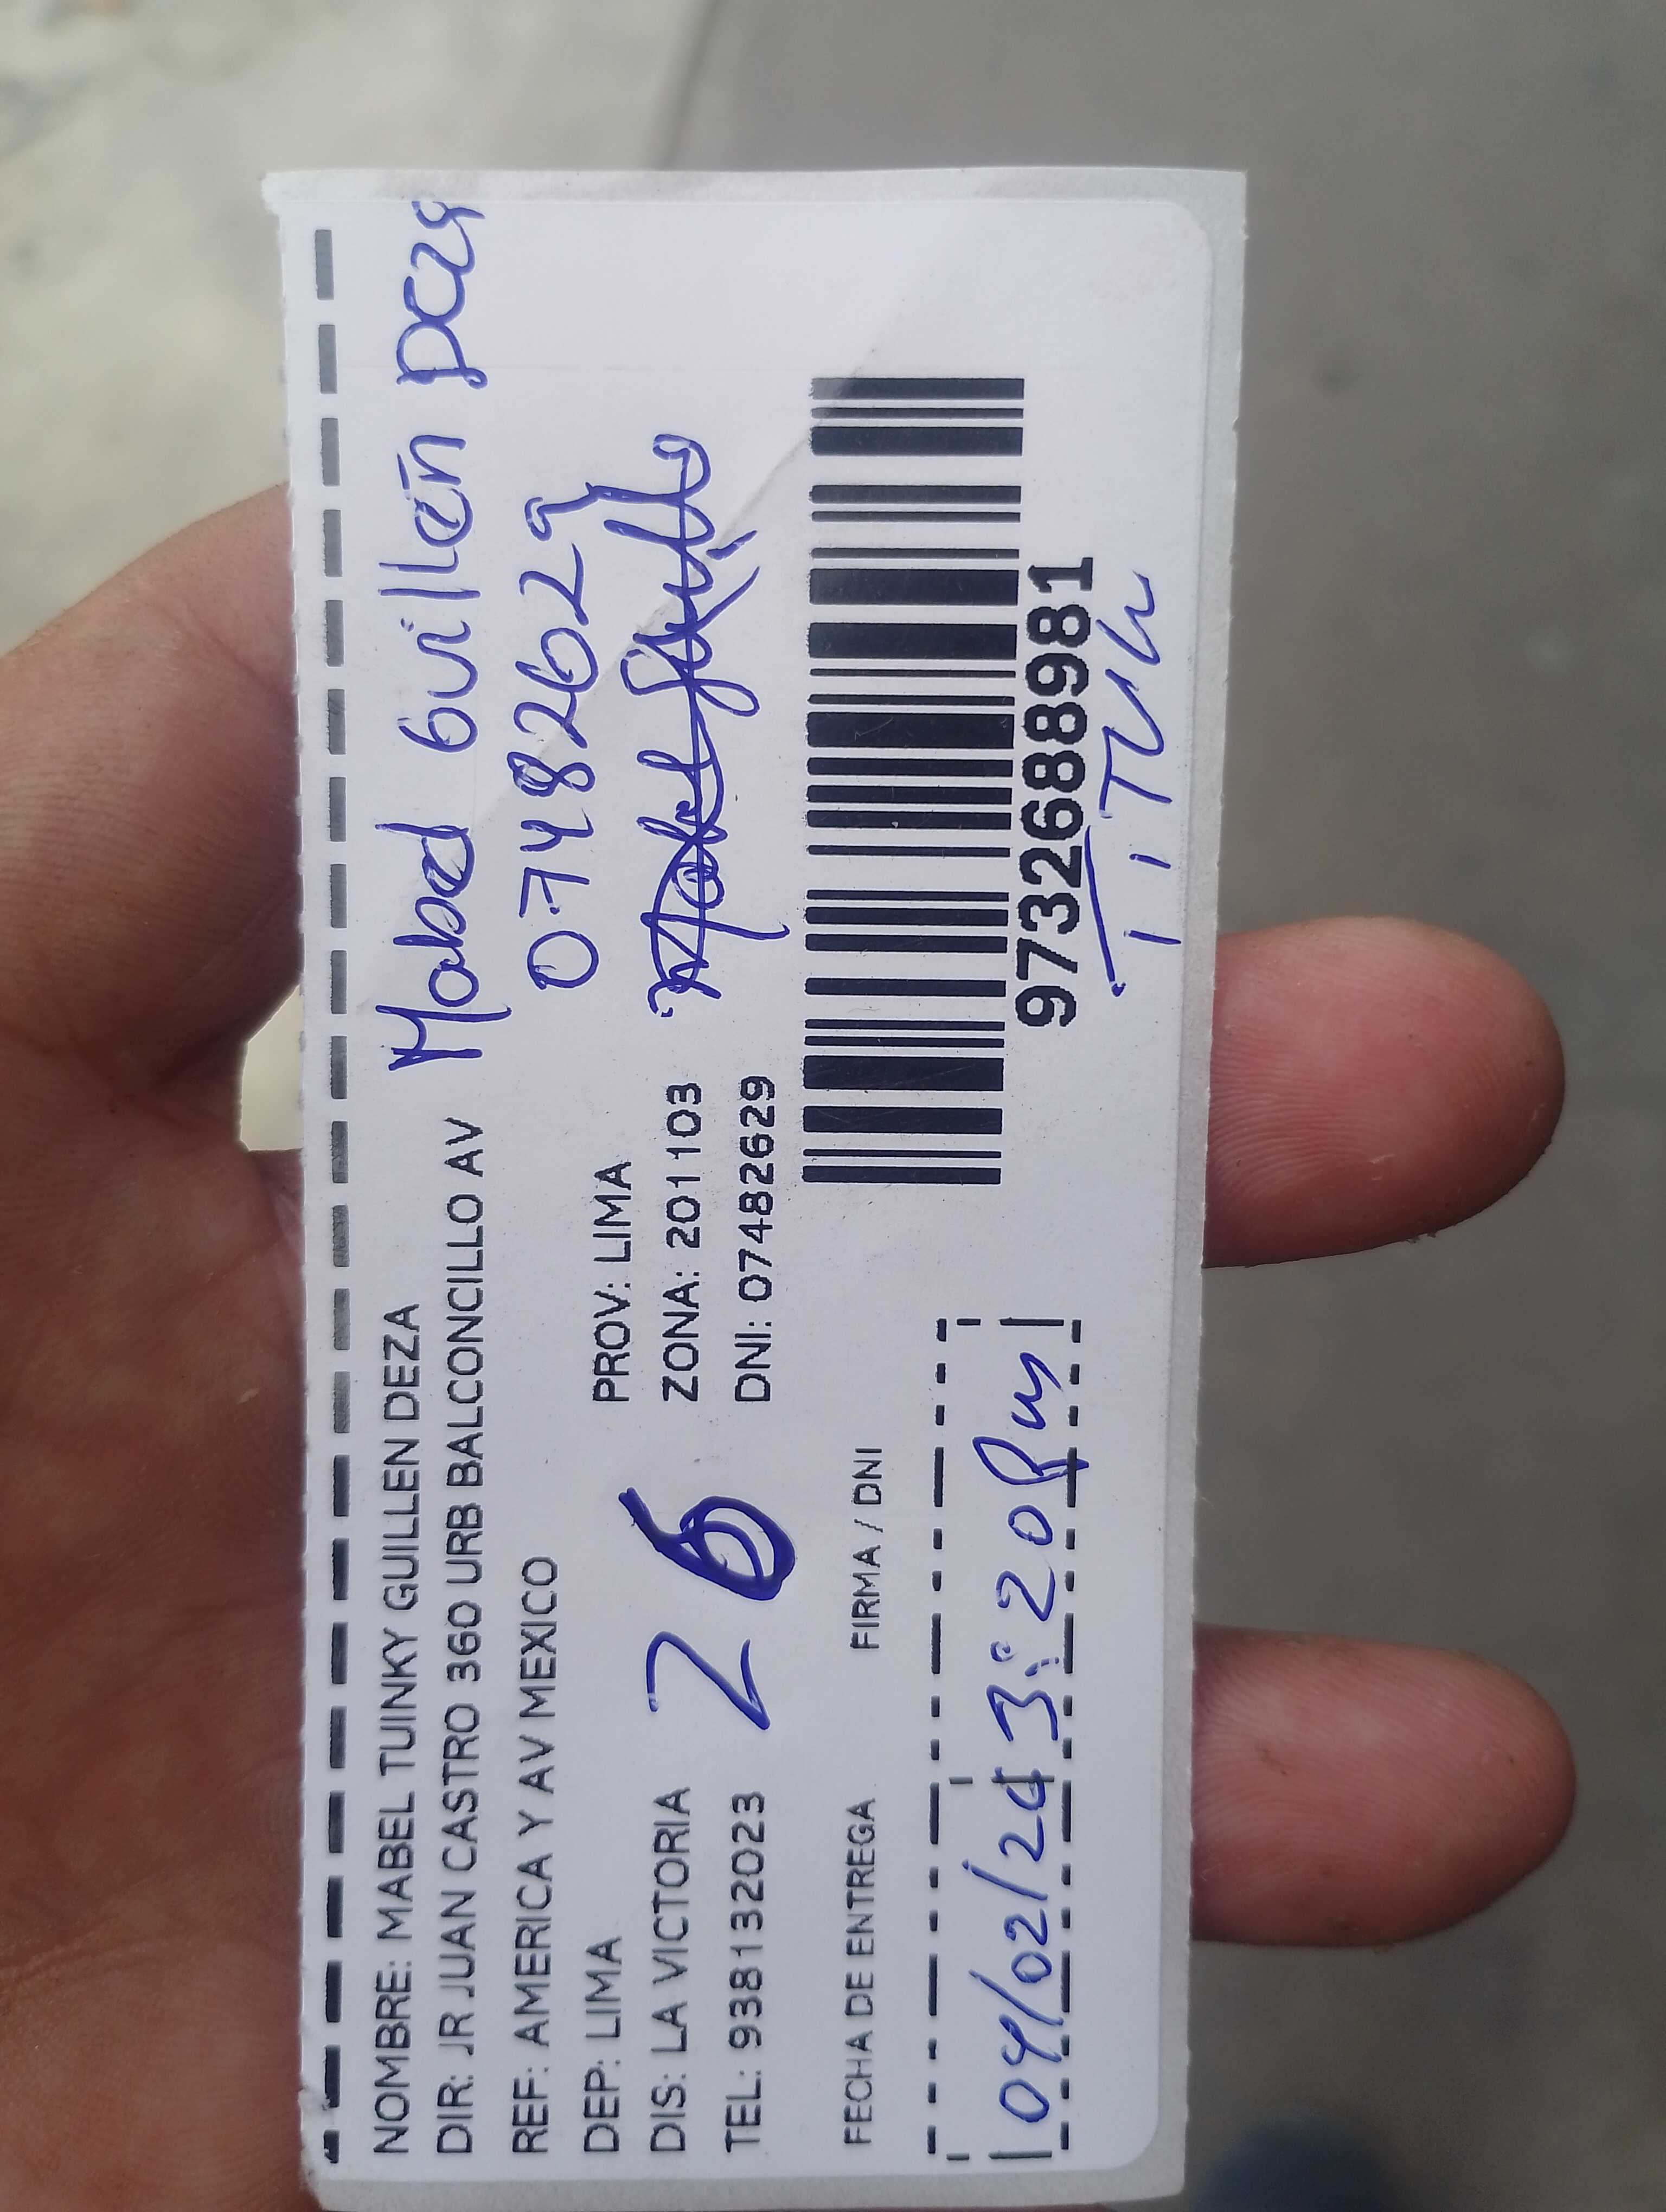 NOMBRE: MABEL TUINKY GUILLEN DEZA
DIR: JR JUAN CASTRO 360 URB BALCONCILLO AV
REF: AMERICA Y AV MEXICO
DEP: LIMA PROV: LIMA
DIS: LA VICTORIA ZONA: 201103
TEL: 938132023 DNI: 07482629
26
Mabel Guillén
07482629
FECHA DE ENTREGA FIRMA / DNI
04/02/24 3:20 Pm
9732688981